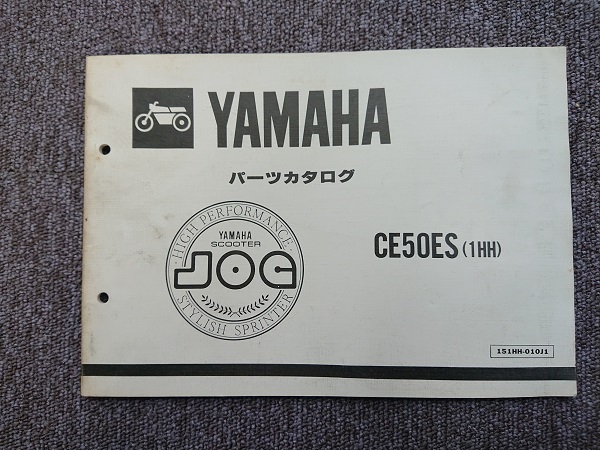 YAMAHA
パーツカタログ
HIGH PERFORMANCE
YAMAHA
SCOOTER
JOG
STYLISH SPRINTER
CE50ES(1HH)
151HH-010J1